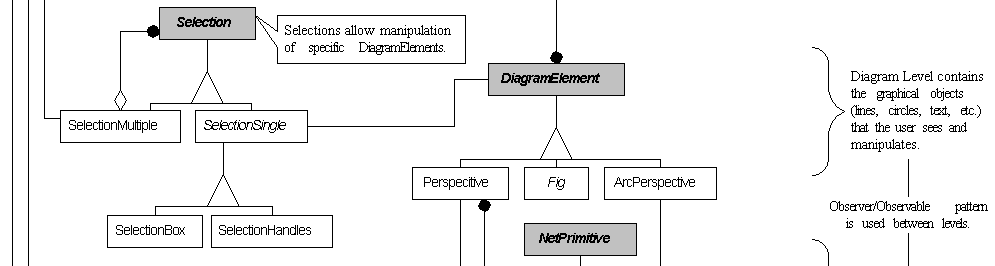 Selection
Selections allow manipulation
of specific DiagramElements.
DiagramElement
Diagram Level contains
the graphical objects
(lines, circles, text, etc.)
that the user sees and
manipulates.
SelectionMultiple
SelectionSingle
Perspecitive
Fig
ArcPerspective
Observer/Observable pattern
is used between levels.
SelectionBox
SelectionHandles
NetPrimitive